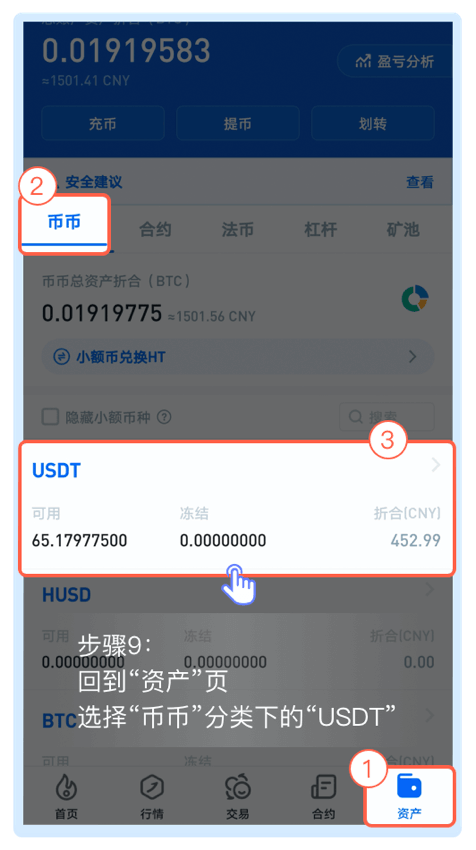 0.01919583
≈1501.41 CNY
盈亏分析
充币
提币
划转
2
安全建议
查看
币币
合约
法币
杠杆
矿池
币币总资产折合（BTC）
0.01919775 ≈1501.56 CNY
小额币兑换HT
隐藏小额币种
搜索
3
USDT
可用
冻结
折合(CNY)
65.17977500
0.00000000
452.99
HUSD
可用
冻结
折合(CNY)
0.00000000
0.00000000
0.00
步骤9：
回到“资产”页
选择“币币”分类下的“USDT”
BTC
可用
冻结
折合(CNY)
1
首页
行情
交易
合约
资产